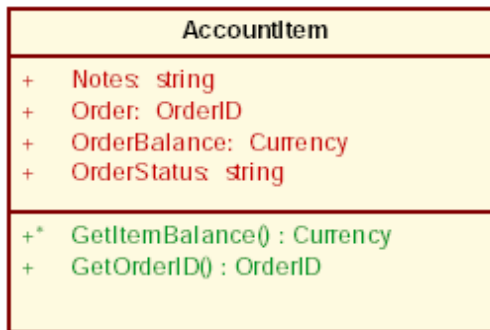 AccountItem
+ Notes: string
+ Order: OrderID
+ OrderBalance: Currency
+ OrderStatus: string
+* GetItemBalance() : Currency
+ GetOrderID() : OrderID